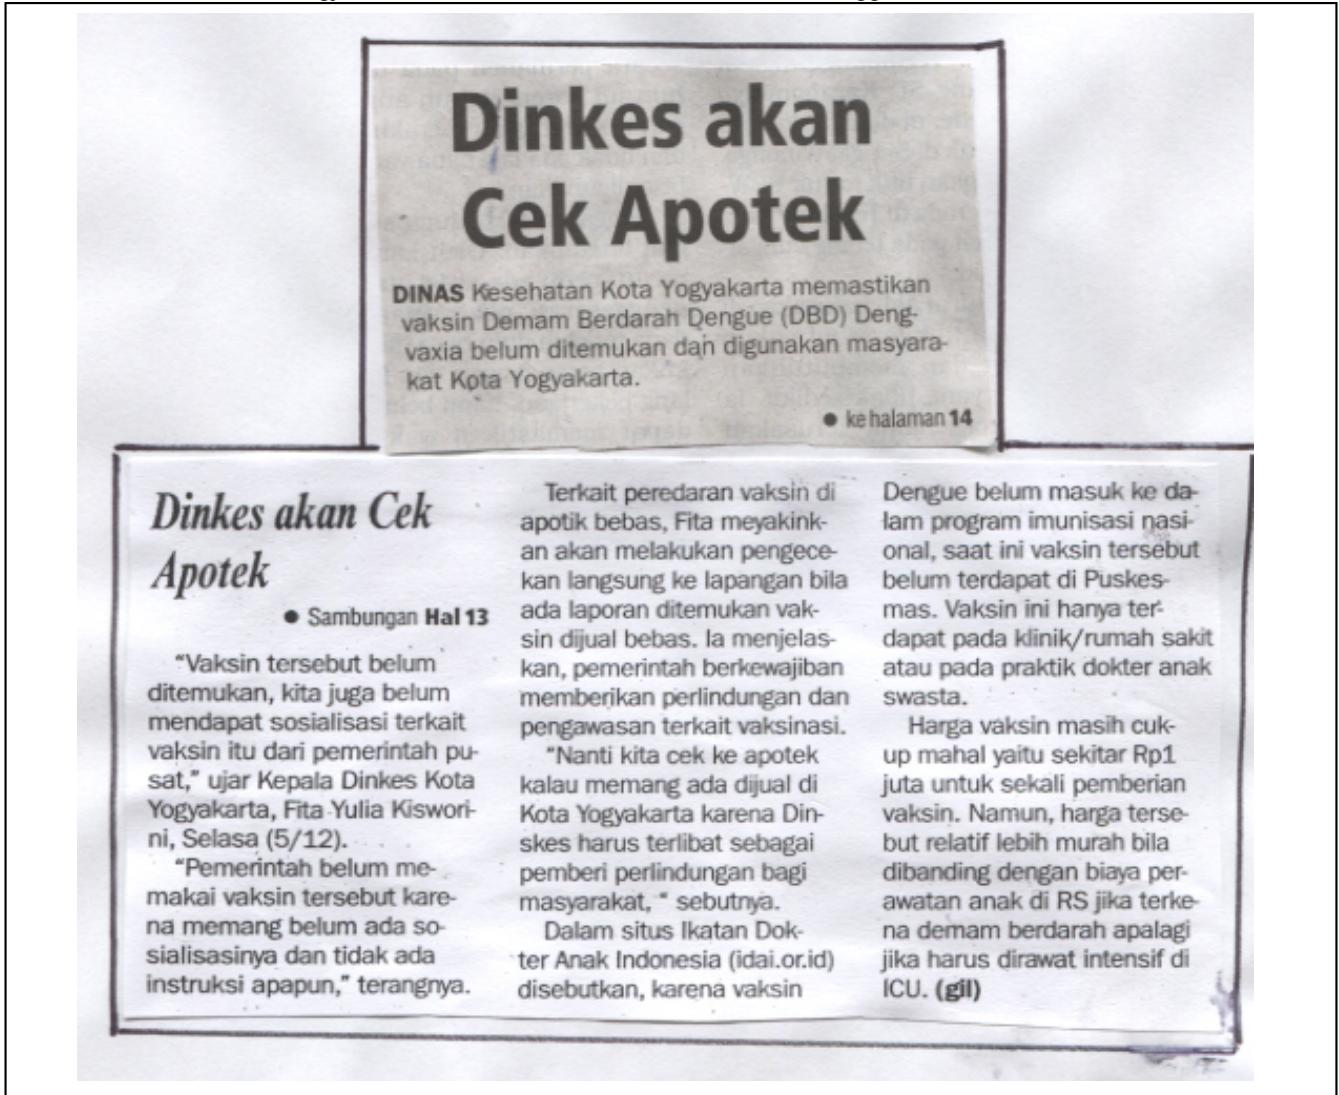 Dinkes akan
Cek Apotek
DINAS Kesehatan Kota Yogyakarta memastikan
vaksin Demam Berdarah Dengue (DBD) Deng-
vaxia belum ditemukan dan digunakan masyara-
kat Kota Yogyakarta.
● ke halaman 14
Dinkes akan Cek
Apotek
● Sambungan Hal 13
"Vaksin tersebut belum
ditemukan, kita juga belum
mendapat sosialisasi terkait
vaksin itu dari pemerintah pu-
sat," ujar Kepala Dinkes Kota
Yogyakarta, Fita Yulia Kiswori-
ni, Selasa (5/12).
"Pemerintah belum me-
makai vaksin tersebut kare-
na memang belum ada so-
sialisasinya dan tidak ada
instruksi apapun," terangnya.
Terkait peredaran vaksin di
apotik bebas, Fita meyakink-
an akan melakukan pengece-
kan langsung ke lapangan bila
ada laporan ditemukan vak-
sin dijual bebas. Ia menjelas-
kan, pemerintah berkewajiban
memberikan perlindungan dan
pengawasan terkait vaksinasi.
"Nanti kita cek ke apotek
kalau memang ada dijual di
Kota Yogyakarta karena Din-
skes harus terlibat sebagai
pemberi perlindungan bagi
masyarakat, " sebutnya.
Dalam situs Ikatan Dok-
ter Anak Indonesia (idai.or.id)
disebutkan, karena vaksin
Dengue belum masuk ke da-
lam program imunisasi nasi-
onal, saat ini vaksin tersebut
belum terdapat di Puskes-
mas. Vaksin ini hanya ter-
dapat pada klinik/rumah sakit
atau pada praktik dokter anak
swasta.
Harga vaksin masih cuk-
up mahal yaitu sekitar Rp1
juta untuk sekali pemberian
vaksin. Namun, harga terse-
but relatif lebih murah bila
dibanding dengan biaya per-
awatan anak di RS jika terke-
na demam berdarah apalagi
jika harus dirawat intensif di
ICU. (gil)